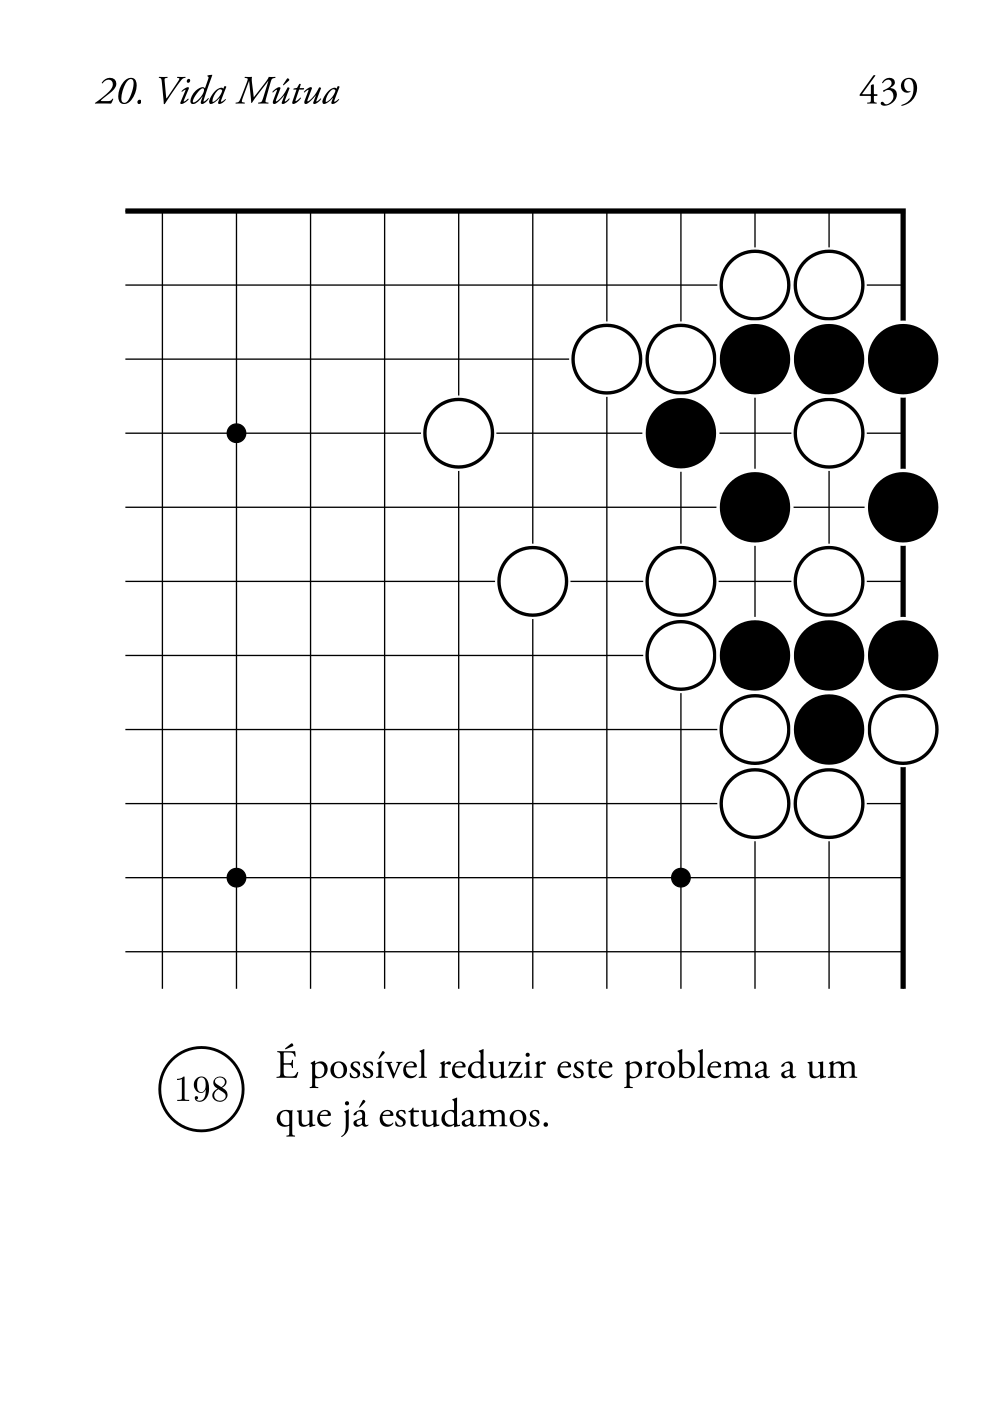 20. Vida Mútua 439
198 É possível reduzir este problema a um
que já estudamos.